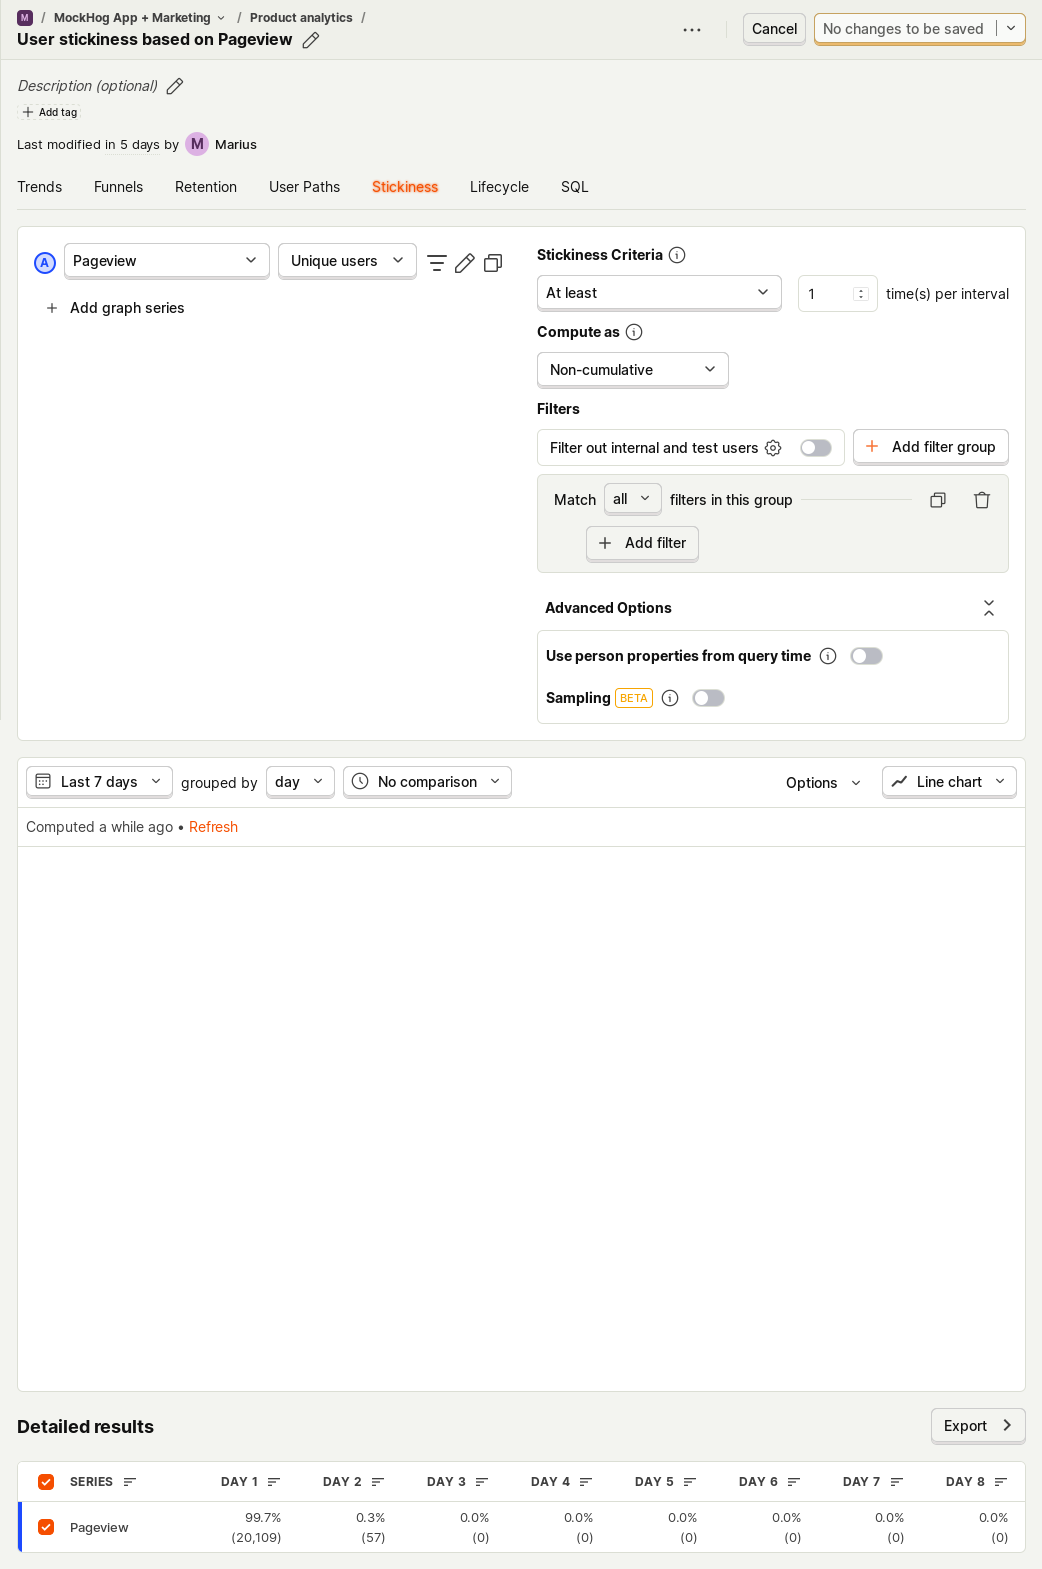 M / MockHog App + Marketing / Product analytics /
User stickiness based on Pageview
Cancel
No changes to be saved
Description (optional)
Add tag
Last modified in 5 days by M Marius
Trends Funnels Retention User Paths Stickiness Lifecycle SQL
A Pageview Unique users
Add graph series
Stickiness Criteria
At least 1 time(s) per interval
Compute as
Non-cumulative
Filters
Filter out internal and test users Add filter group
Match all filters in this group
Add filter
Advanced Options
Use person properties from query time
Sampling BETA
Last 7 days grouped by day No comparison Options Line chart
Computed a while ago • Refresh
Detailed results Export
SERIES DAY 1 DAY 2 DAY 3 DAY 4 DAY 5 DAY 6 DAY 7 DAY 8
Pageview 99.7% 0.3% 0.0% 0.0% 0.0% 0.0% 0.0% 0.0%
(20,109) (57) (0) (0) (0) (0) (0) (0)